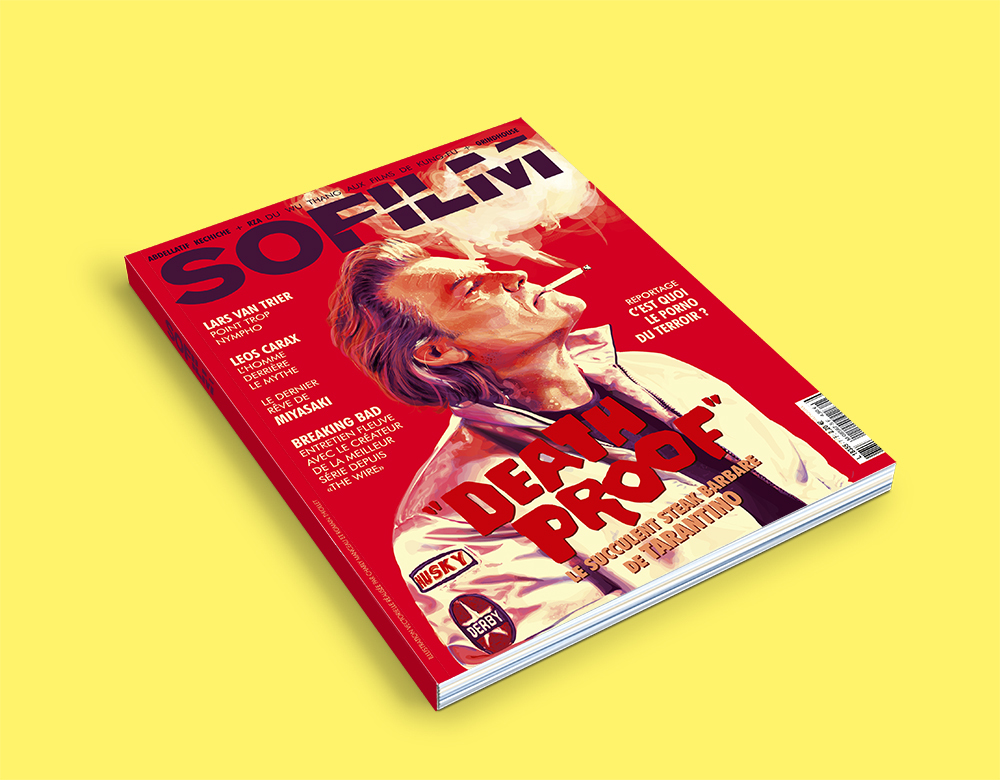 ABDELLATIF KECHICHE + RZA DU WU THANG AUX FILMS DE KUNG-FU + GRINDHOUSE
SOFILM
LARS VAN TRIER
POINT TROP
NYMPHO
LEOS CARAX
L'HOMME
DERRIÈRE
LE MYTHE
LE DERNIER
RÊVE DE
MIYASAKI
BREAKING BAD
ENTRETIEN FLEUVE
AVEC LE CRÉATEUR
DE LA MEILLEUR
SÉRIE DEPUIS
«THE WIRE»
REPORTAGE
C'EST QUOI
LE PORNO
DU TERROIR ?
"DEATH
PROOF"
LE SUCCULENT STEAK BARBARE
DE TARANTINO
HUSKY
DERBY